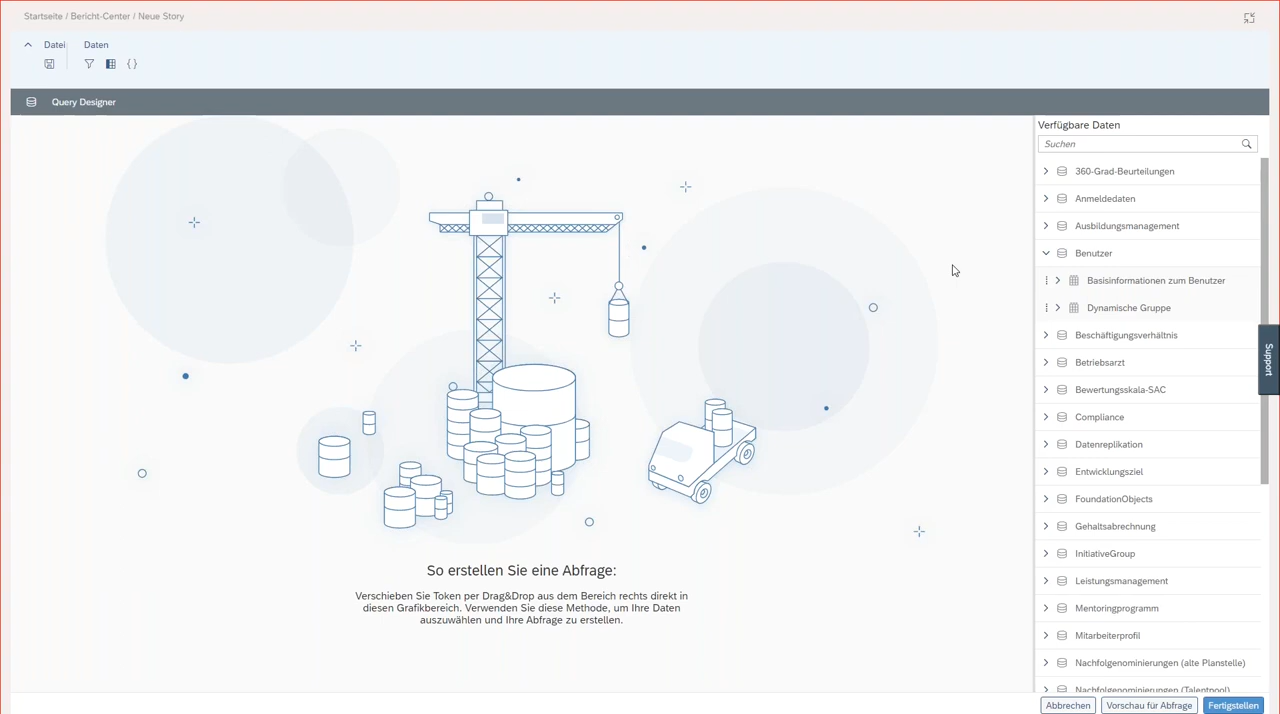 Startseite / Bericht-Center / Neue Story
Datei
Daten
Query Designer
Verfügbare Daten
Suchen
360-Grad-Beurteilungen
Anmeldedaten
Ausbildungsmanagement
Benutzer
Basisinformationen zum Benutzer
Dynamische Gruppe
Beschäftigungsverhältnis
Betriebsarzt
Bewertungsskala-SAC
Compliance
Datenreplikation
Entwicklungsziel
FoundationObjects
Gehaltsabrechnung
InitiativeGroup
Leistungsmanagement
Mentoringprogramm
Mitarbeiterprofil
Nachfolgenominierungen (alte Planstelle)
Nachfolgenominierungen (Talentpool)
Support
So erstellen Sie eine Abfrage:
Verschieben Sie Token per Drag&Drop aus dem Bereich rechts direkt in
diesen Grafikbereich. Verwenden Sie diese Methode, um Ihre Daten
auszuwählen und Ihre Abfrage zu erstellen.
Abbrechen
Vorschau für Abfrage
Fertigstellen